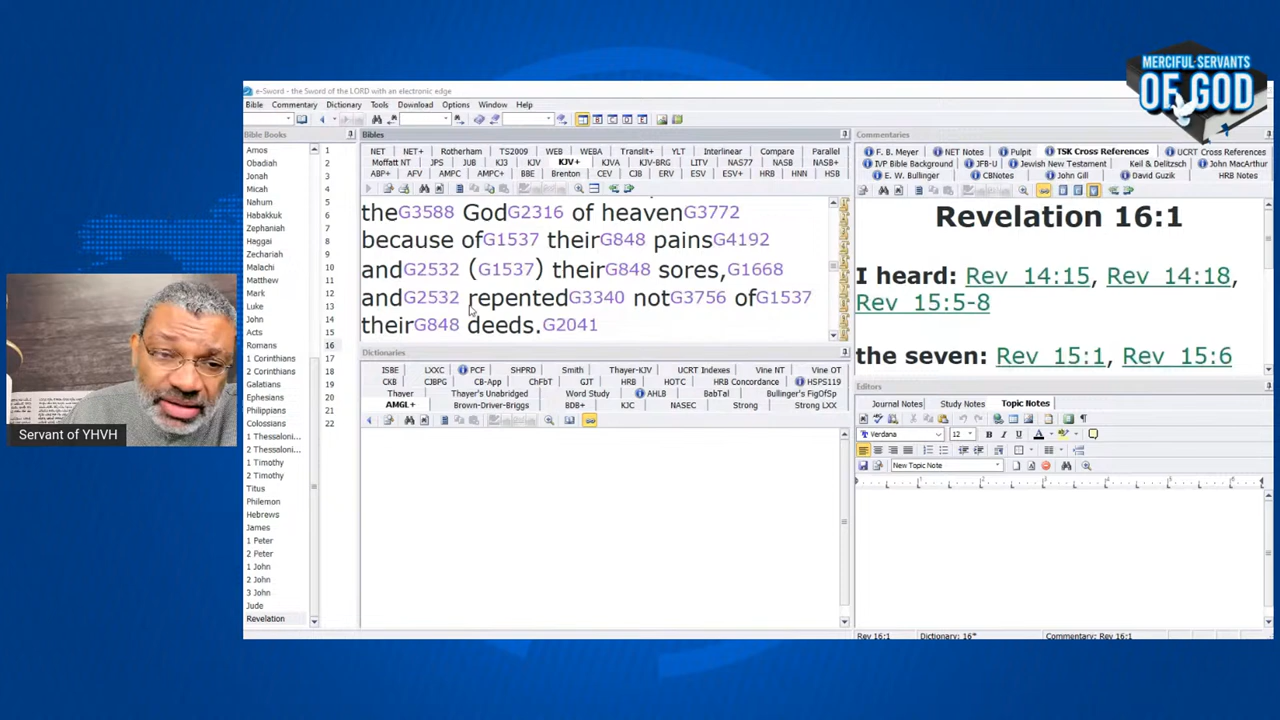 MERCIFUL-SERVANTS
OF GOD
e-Sword - the Sword of the LORD with an electronic edge
Bible Commentary Dictionary Tools Download Options Window Help
Bible Books
Amos
Obadiah
Jonah
Micah
Nahum
Habakkuk
Zephaniah
Haggai
Zechariah
Malachi
Matthew
Mark
Luke
John
Acts
Romans
1 Corinthians
2 Corinthians
Galatians
Ephesians
Philippians
Colossians
1 Thessaloni...
2 Thessaloni...
1 Timothy
2 Timothy
Titus
Philemon
Hebrews
James
1 Peter
2 Peter
1 John
2 John
3 John
Jude
Revelation
1
2
3
4
5
6
7
8
9
10
11
12
13
14
15
16
17
18
19
20
21
22
Bibles
NET NET+ Rotherham TS2009 WEB WEBA Translit+ YLT Interlinear Compare Parallel
Moffatt NT JPS JUB KJ3 KJV KJV+ KJVA KJV-BRG LITV NAS77 NASB NASB+
ABP+ AFV AMPC AMPC+ BBE Brenton CEV CJB ERV ESV ESV+ HRB HNN HSB
theG3588 GodG2316 of heavenG3772
because ofG1537 theirG848 painsG4192
andG2532 (G1537) theirG848 sores,G1668
andG2532 repentedG3340 notG3756 ofG1537
theirG848 deeds.G2041
Dictionaries
ISBE LXXC PCF SHPRD Smith Thayer-KJV UCRT Indexes Vine NT Vine OT
CKB CJBPG CB-App ChFBT GJT HRB HOTC HRB Concordance HSPS119
Thayer Thayer's Unabridged Word Study AHLB BabTal Bullinger's FigOfSp
AMGL+ Brown-Driver-Briggs BDB+ KJC NASEC Strong Strong LXX
Commentaries
F. B. Meyer NET Notes Pulpit TSK Cross References UCRT Cross References
IVP Bible Background JFB-U Jewish New Testament Keil & Delitzsch John MacArthur
E. W. Bullinger CBNotes John Gill David Guzik HRB Notes
Revelation 16:1
I heard: Rev 14:15, Rev 14:18,
Rev 15:5-8
the seven: Rev 15:1, Rev 15:6
Editors
Journal Notes Study Notes Topic Notes
Verdana 12 B I U A
New Topic Note
Rev 16:1 Dictionary: 16* Commentary: Rev 16:1
Servant of YHVH